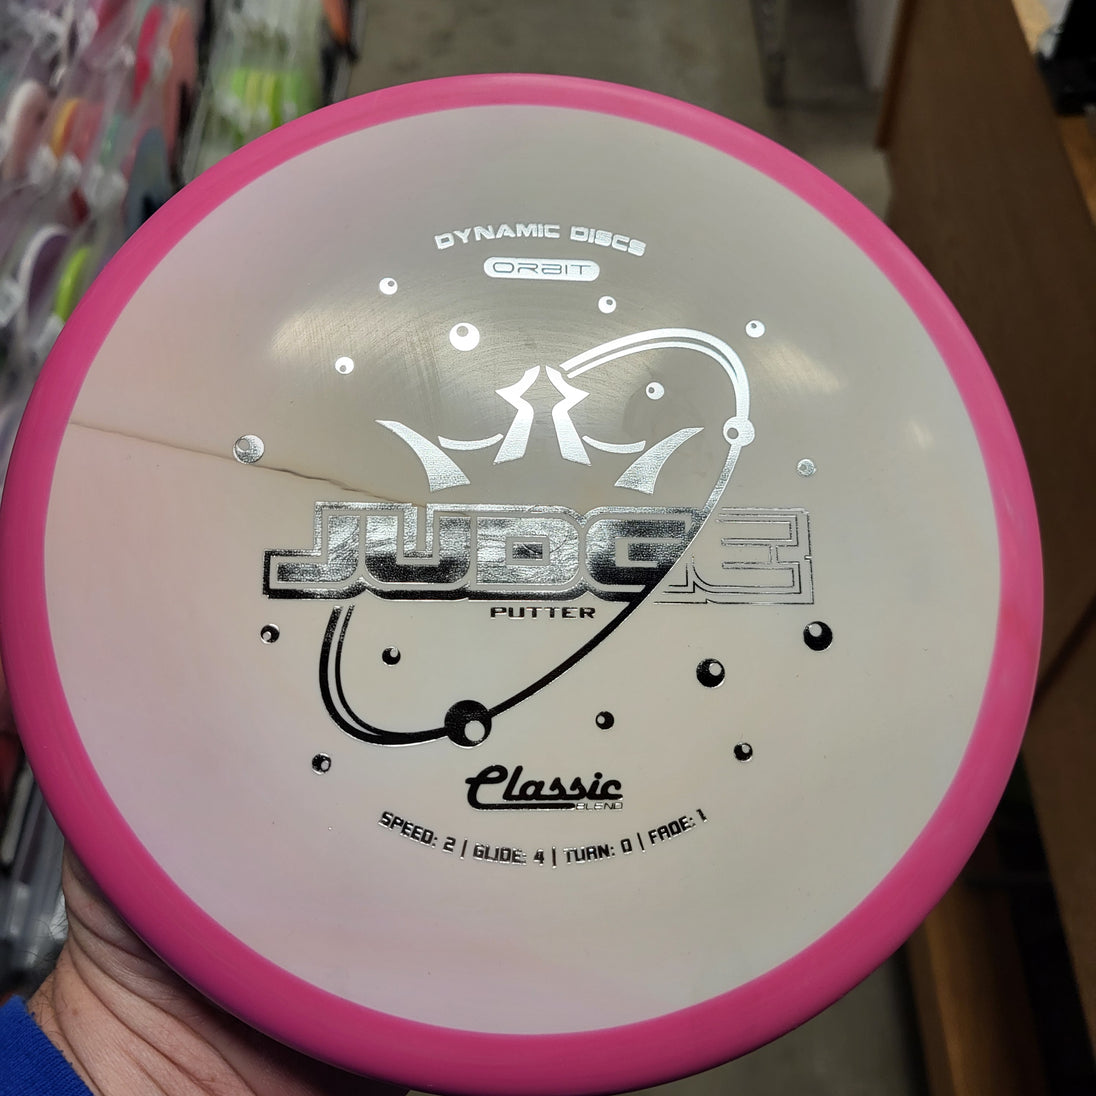 DYNAMIC DISCS
ORBIT
JUDGE
PUTTER
Classic
BLEND
SPEED: 2 | GLIDE: 4 | TURN: 0 | FADE: 1